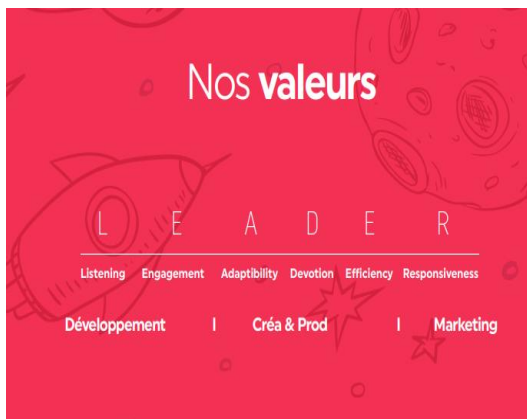 Nos valeurs
L E A D E R
Listening Engagement Adaptibility Devotion Efficiency Responsiveness
Développement I Créa & Prod I Marketing